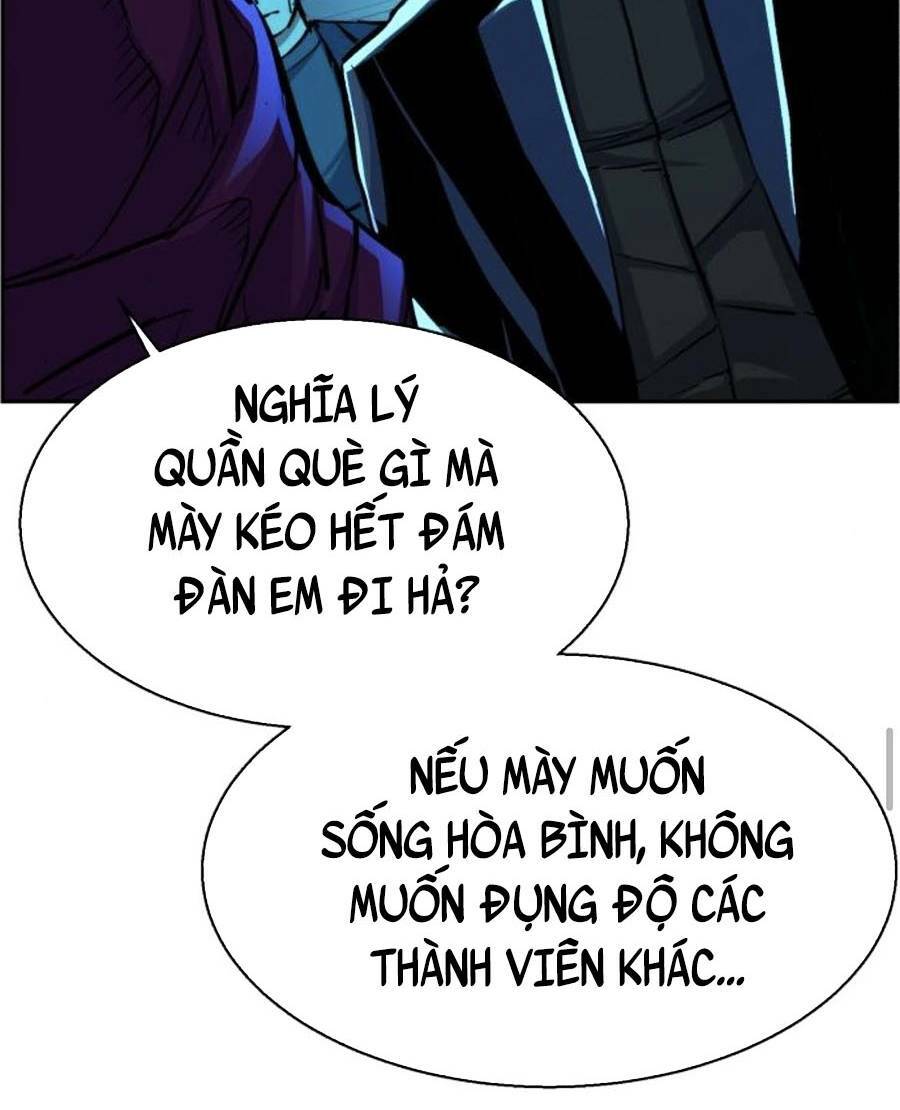 NGHĨA LÝ
QUẦN QUÈ GÌ MÀ
MÀY KÉO HẾT ĐÁM
ĐÀN EM ĐI HẢ?
NẾU MÀY MUỐN
SỐNG HÒA BÌNH, KHÔNG
MUỐN ĐỤNG ĐỘ CÁC
THÀNH VIÊN KHÁC...